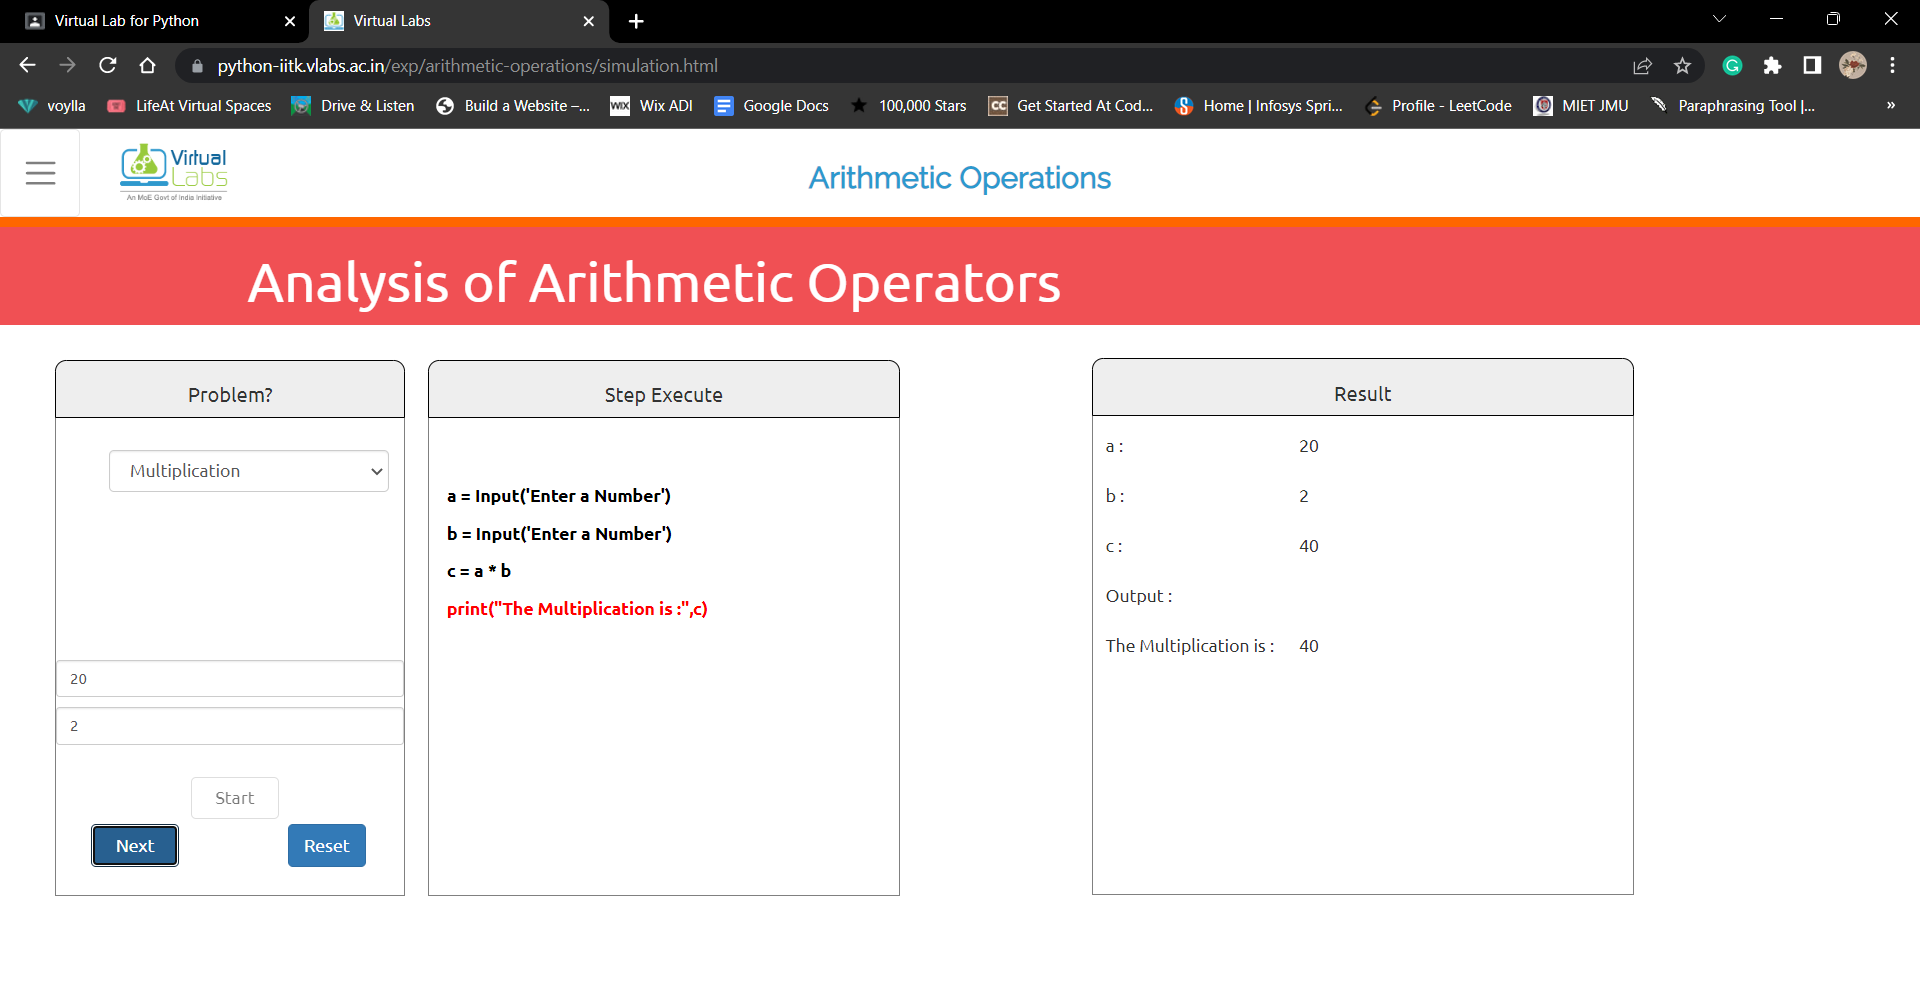 Virtual Lab for Python
Virtual Labs
python-iitk.vlabs.ac.in/exp/arithmetic-operations/simulation.html
voylla
LifeAt Virtual Spaces
Drive & Listen
Build a Website –...
WIX
Wix ADI
Google Docs
100,000 Stars
CC
Get Started At Cod...
Home | Infosys Spri...
Profile - LeetCode
MIET JMU
Paraphrasing Tool |...
»
Virtual
Labs
An MoE Govt of India Initiative
Arithmetic Operations
Analysis of Arithmetic Operators
Problem?
Multiplication
20
2
Start
Next
Reset
Step Execute
a = Input('Enter a Number')
b = Input('Enter a Number')
c = a * b
print("The Multiplication is :",c)
Result
a : 20
b : 2
c : 40
Output :
The Multiplication is : 40